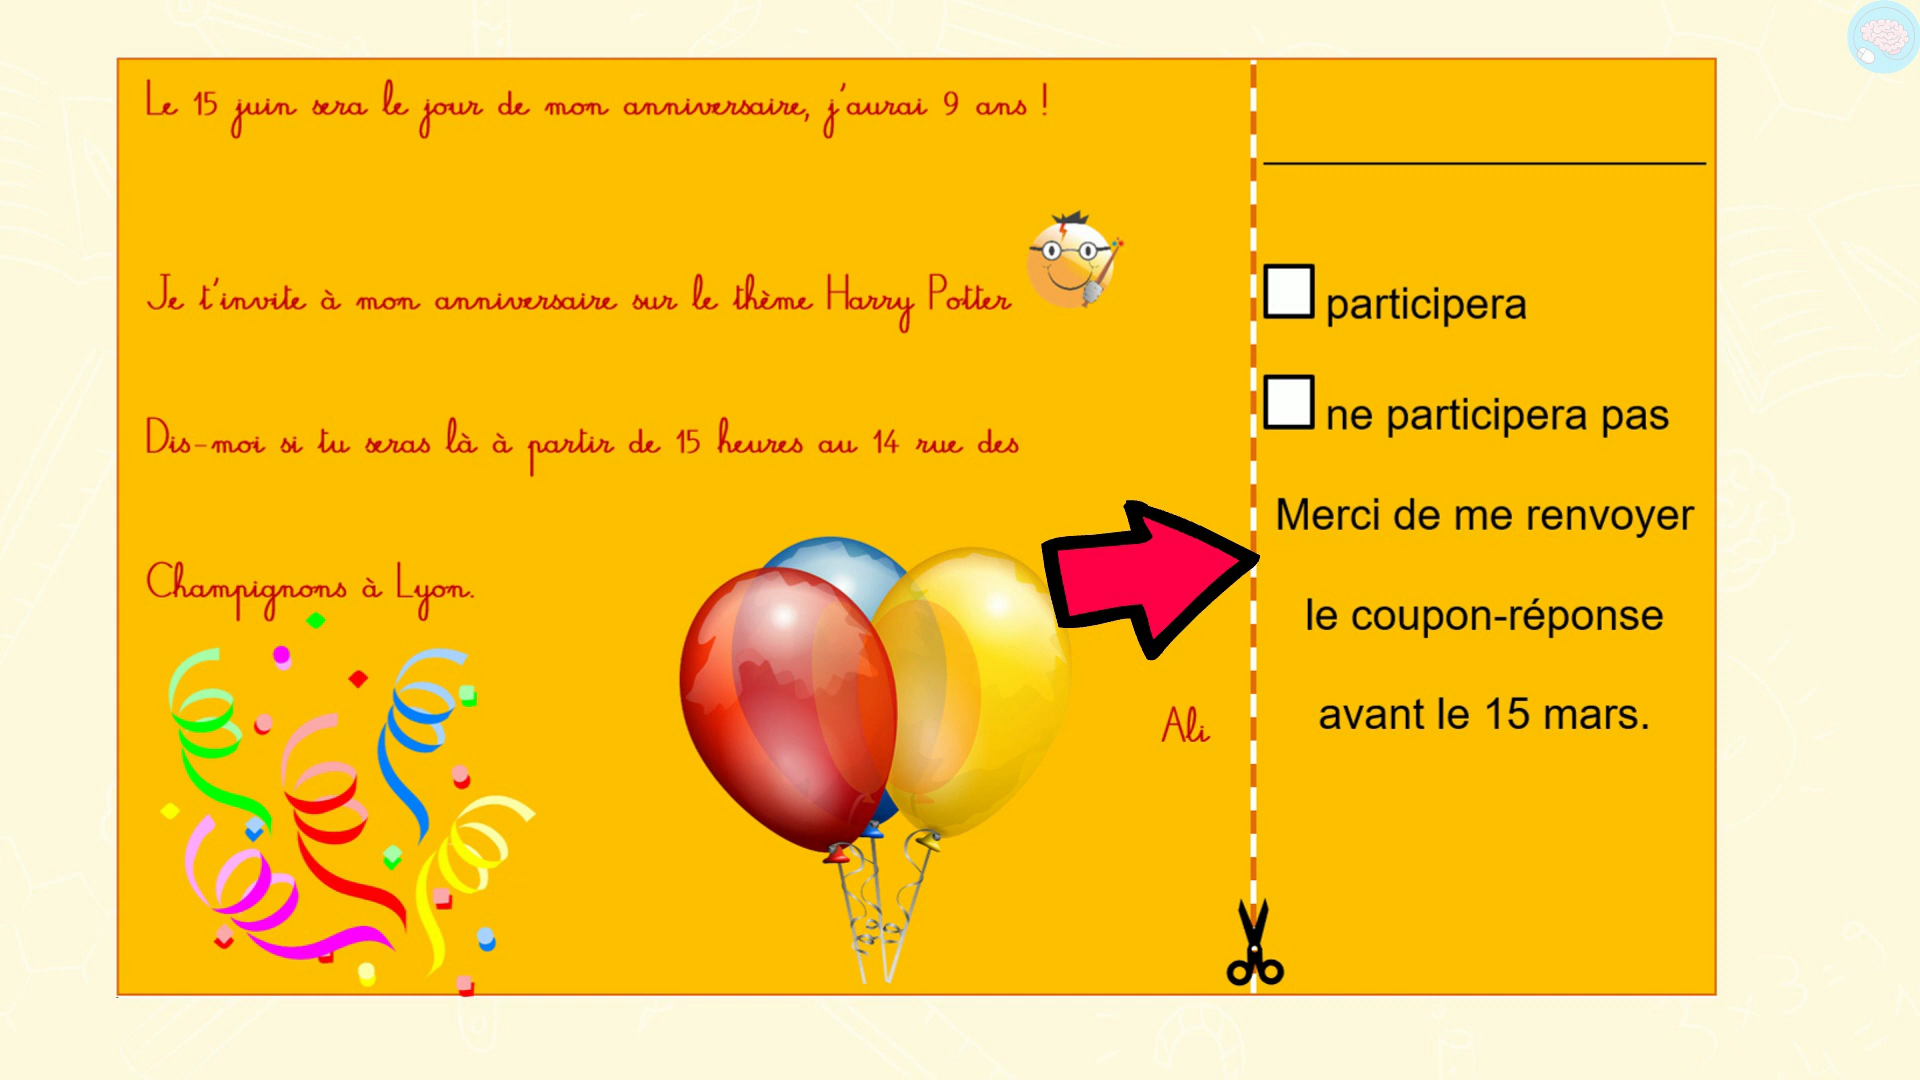 Le 15 juin sera le jour de mon anniversaire, j'aurai 9 ans !
Je t'invite à mon anniversaire sur le thème Harry Potter
Dis-moi si tu seras là à partir de 15 heures au 14 rue des
Champignons à Lyon.
Ali
participera
ne participera pas
Merci de me renvoyer
le coupon-réponse
avant le 15 mars.